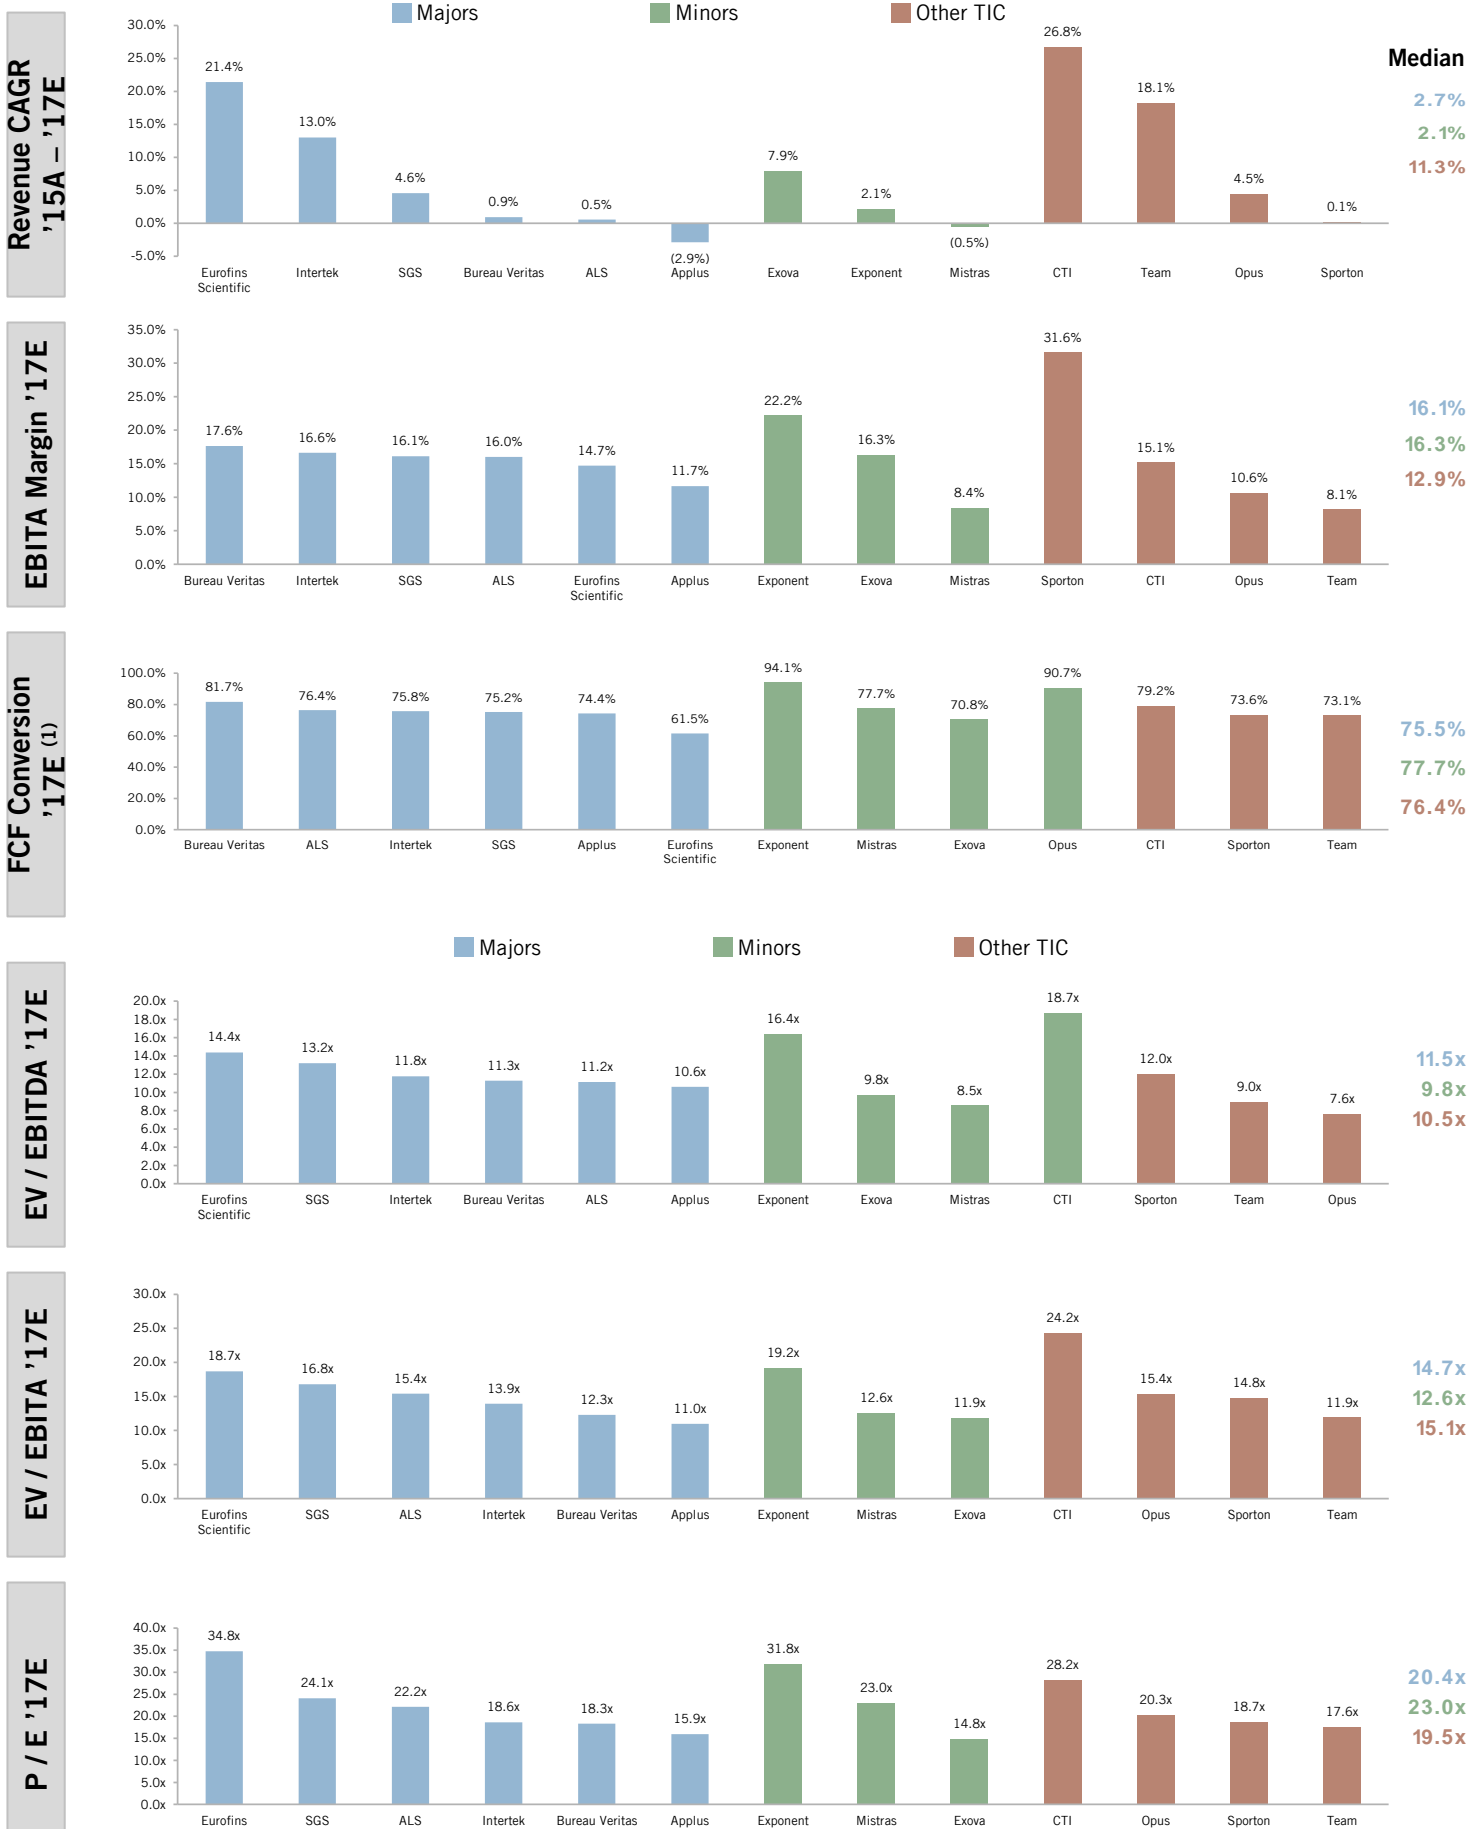 Majors Minors Other TIC
Median
Revenue CAGR
’15A – ’17E
30.0%
25.0%
20.0%
15.0%
10.0%
5.0%
0.0%
-5.0%
21.4% 13.0% 4.6% 0.9% 0.5% (2.9%) 7.9% 2.1% (0.5%) 26.8% 18.1% 4.5% 0.1%
Eurofins Intertek SGS Bureau Veritas ALS Applus Exova Exponent Mistras CTI Team Opus Sporton
Scientific
2.7%
2.1%
11.3%
EBITA Margin ’17E
35.0%
30.0%
25.0%
20.0%
15.0%
10.0%
5.0%
0.0%
17.6% 16.6% 16.1% 16.0% 14.7% 11.7% 22.2% 16.3% 8.4% 31.6% 15.1% 10.6% 8.1%
Bureau Veritas Intertek SGS ALS Eurofins Applus Exponent Exova Mistras Sporton CTI Opus Team
Scientific
16.1%
16.3%
12.9%
FCF Conversion
’17E (1)
100.0%
80.0%
60.0%
40.0%
20.0%
0.0%
81.7% 76.4% 75.8% 75.2% 74.4% 61.5% 94.1% 77.7% 70.8% 90.7% 79.2% 73.6% 73.1%
Bureau Veritas ALS Intertek SGS Applus Eurofins Exponent Mistras Exova Opus CTI Sporton Team
Scientific
75.5%
77.7%
76.4%
Majors Minors Other TIC
EV / EBITDA ’17E
20.0x
18.0x
16.0x
14.0x
12.0x
10.0x
8.0x
6.0x
4.0x
2.0x
0.0x
14.4x 13.2x 11.8x 11.3x 11.2x 10.6x 16.4x 9.8x 8.5x 18.7x 12.0x 9.0x 7.6x
Eurofins SGS Intertek Bureau Veritas ALS Applus Exponent Exova Mistras CTI Sporton Team Opus
Scientific
11.5x
9.8x
10.5x
EV / EBITA ’17E
30.0x
25.0x
20.0x
15.0x
10.0x
5.0x
0.0x
18.7x 16.8x 15.4x 13.9x 12.3x 11.0x 19.2x 12.6x 11.9x 24.2x 15.4x 14.8x 11.9x
Eurofins SGS ALS Intertek Bureau Veritas Applus Exponent Mistras Exova CTI Opus Sporton Team
Scientific
14.7x
12.6x
15.1x
P / E ’17E
40.0x
35.0x
30.0x
25.0x
20.0x
15.0x
10.0x
5.0x
0.0x
34.8x 24.1x 22.2x 18.6x 18.3x 15.9x 31.8x 23.0x 14.8x 28.2x 20.3x 18.7x 17.6x
Eurofins SGS ALS Intertek Bureau Veritas Applus Exponent Mistras Exova CTI Opus Sporton Team
20.4x
23.0x
19.5x